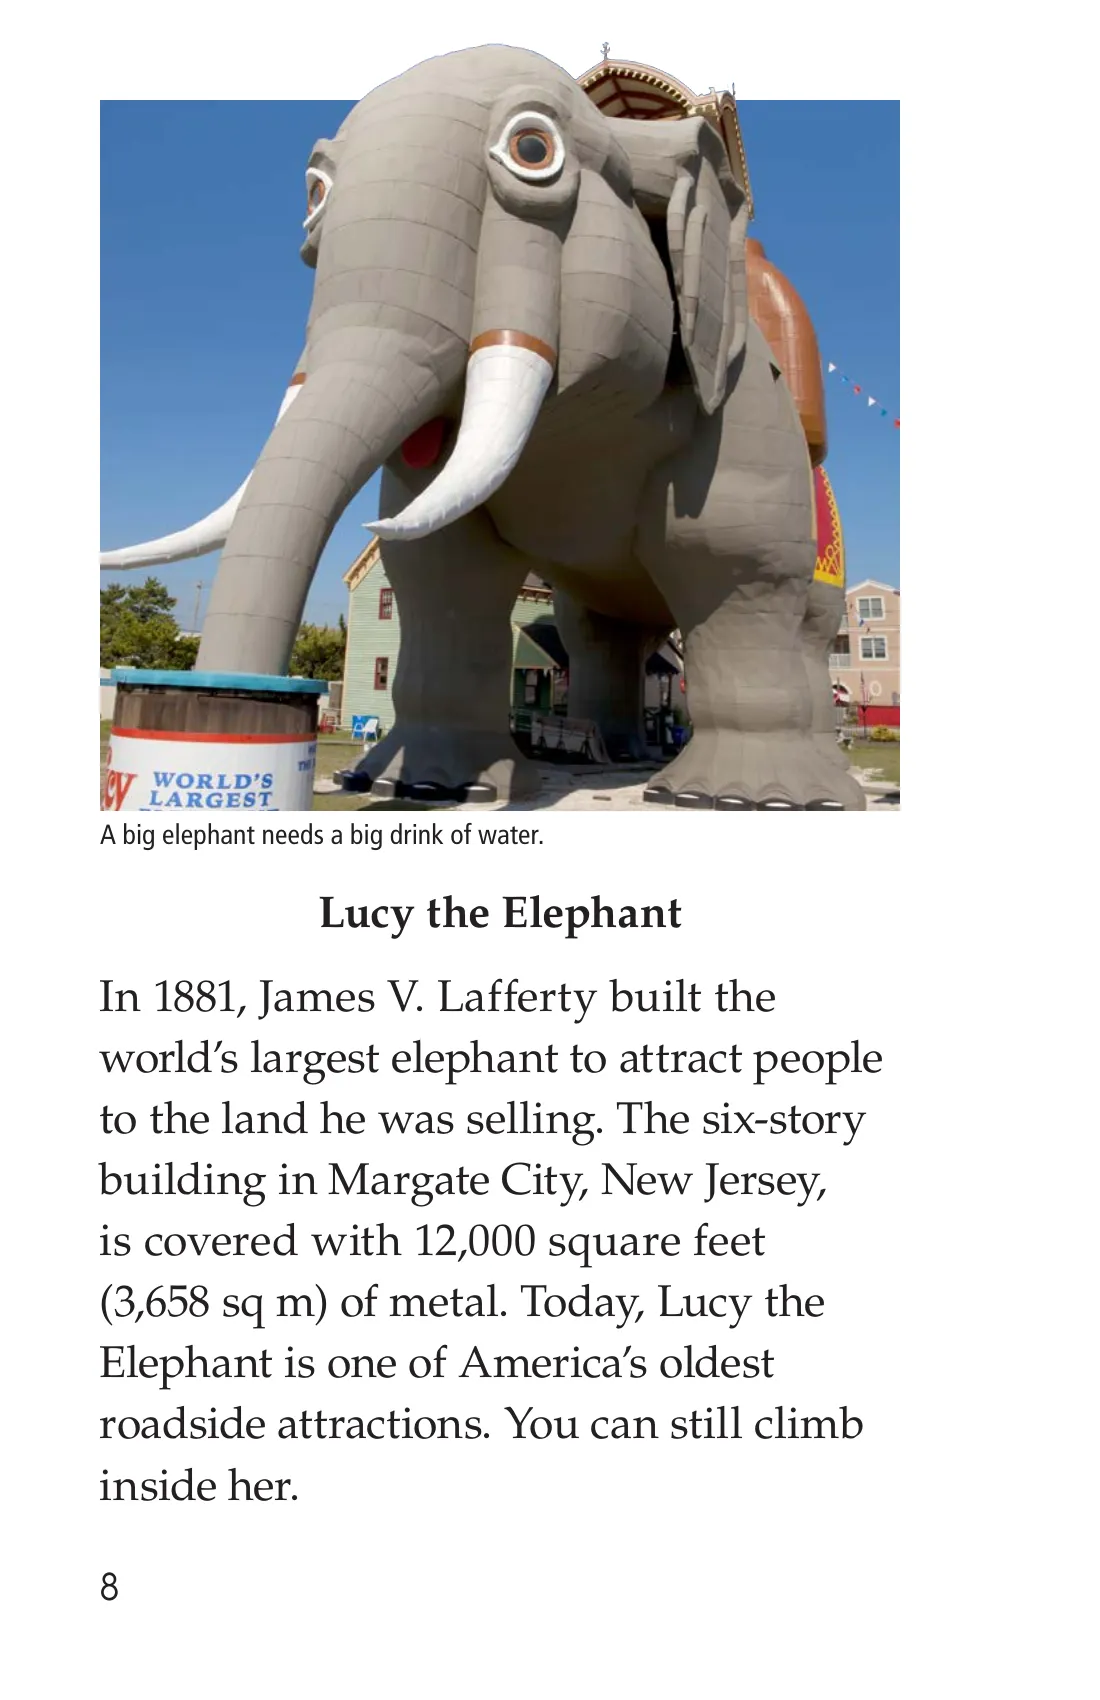 cy
WORLD'S
LARGEST
A big elephant needs a big drink of water.
Lucy the Elephant
In 1881, James V. Lafferty built the
world's largest elephant to attract people
to the land he was selling. The six-story
building in Margate City, New Jersey,
is covered with 12,000 square feet
(3,658 sq m) of metal. Today, Lucy the
Elephant is one of America's oldest
roadside attractions. You can still climb
inside her.
8